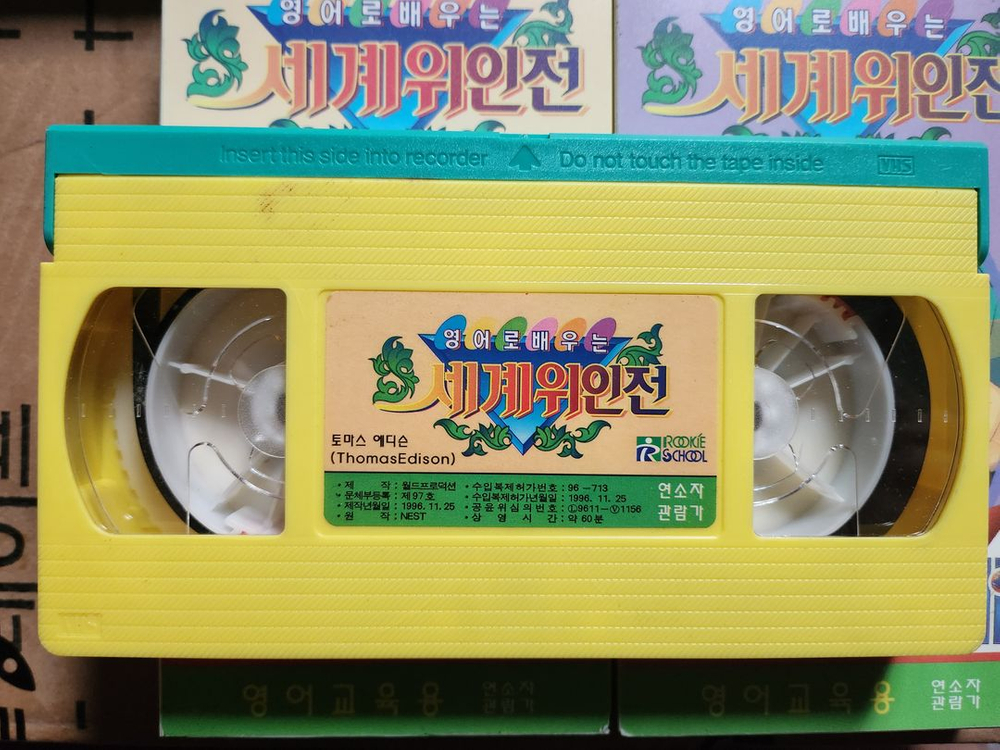 영어로배우는
세계위인전
영어로배우는
세계위인전
Insert this side into recorder
Do not touch the tape inside
VHS
영어로배우는
세계위인전
토마스 에디슨
(ThomasEdison)
ROOKIE
SCHOOL
• 제 작 : 월드프로덕션
• 문체부등록 : 제97호
• 제작년월일 : 1996. 11. 25
• 원 작 : NEST
• 수입복제허가번호 : 96-713
수입복제허가년월일 : 1996. 11. 25
• 공윤위심의번호 : Ⓛ9611-Ⓥ1156
• 상영시간 : 약 60분
연소자
관람가
VHS
영어교육용
연소자
관람가
영어교육용
연소자
관람가